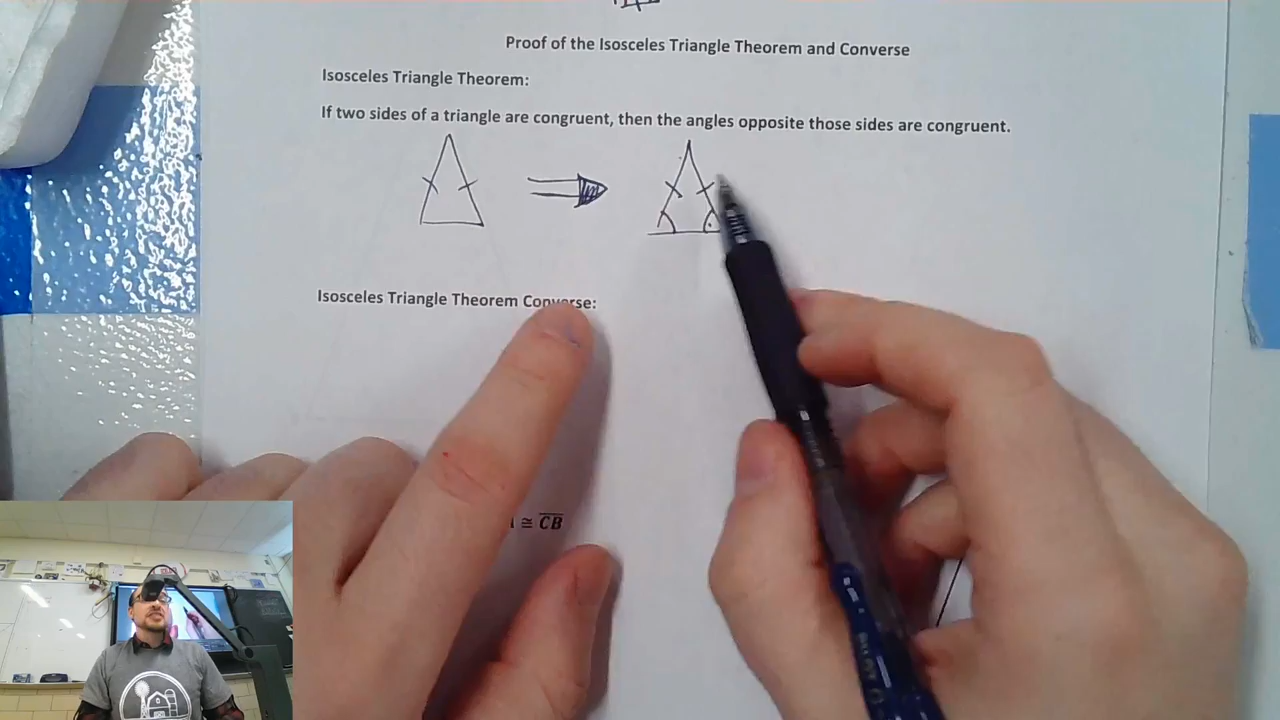 Proof of the Isosceles Triangle Theorem and Converse
Isosceles Triangle Theorem:
If two sides of a triangle are congruent, then the angles opposite those sides are congruent.
Isosceles Triangle Theorem Converse:
≅ CB